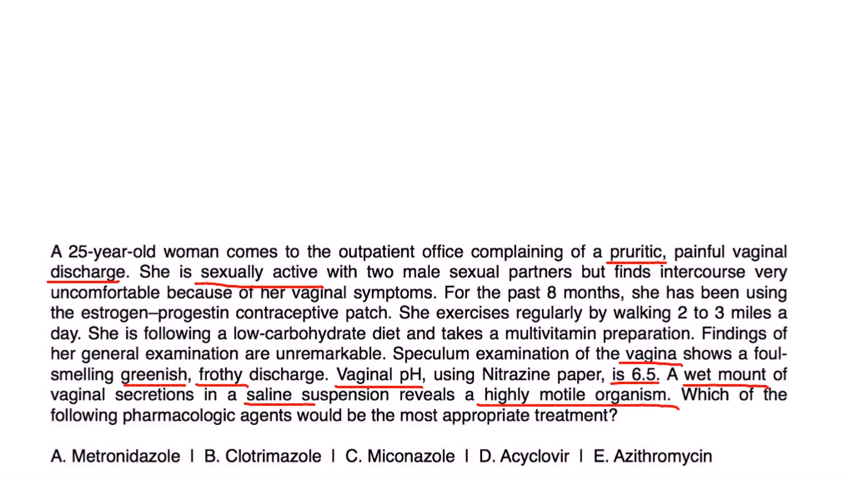 A 25-year-old woman comes to the outpatient office complaining of a pruritic, painful vaginal
discharge. She is sexually active with two male sexual partners but finds intercourse very
uncomfortable because of her vaginal symptoms. For the past 8 months, she has been using
the estrogen–progestin contraceptive patch. She exercises regularly by walking 2 to 3 miles a
day. She is following a low-carbohydrate diet and takes a multivitamin preparation. Findings of
her general examination are unremarkable. Speculum examination of the vagina shows a foul-
smelling greenish, frothy discharge. Vaginal pH, using Nitrazine paper, is 6.5. A wet mount of
vaginal secretions in a saline suspension reveals a highly motile organism. Which of the
following pharmacologic agents would be the most appropriate treatment?
A. Metronidazole | B. Clotrimazole | C. Miconazole | D. Acyclovir | E. Azithromycin